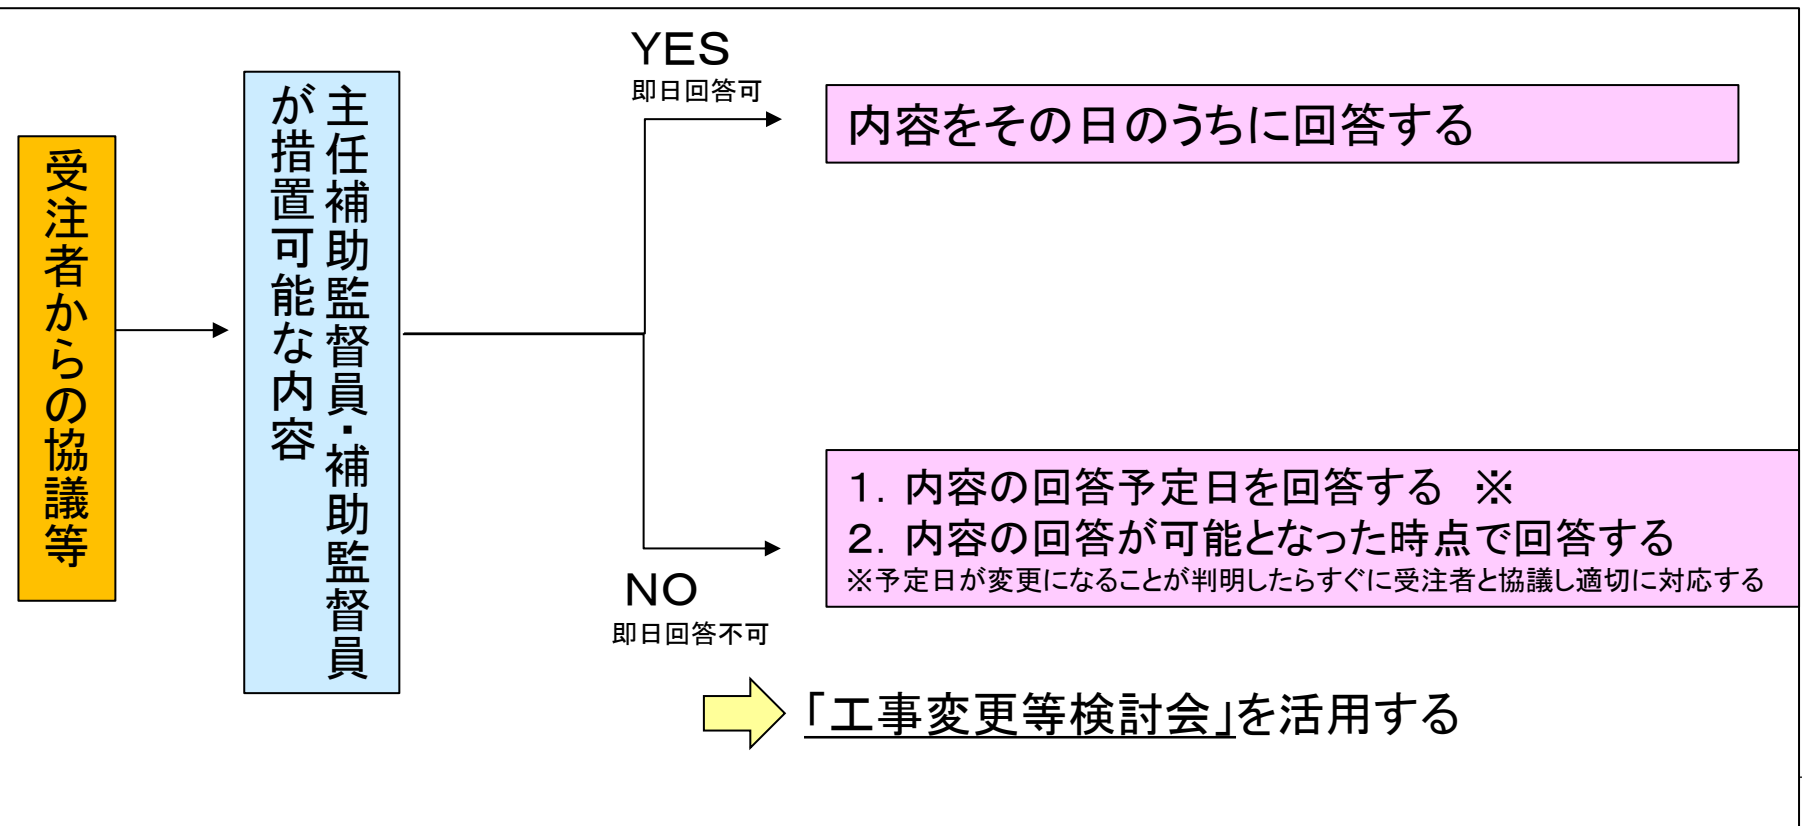 受注者からの協議等
主任補助監督員・補助監督員
が措置可能な内容
YES
即日回答可
内容をその日のうちに回答する
1. 内容の回答予定日を回答する ※
2. 内容の回答が可能となった時点で回答する
※予定日が変更になることが判明したらすぐに受注者と協議し適切に対応する
NO
即日回答不可
「工事変更等検討会」を活用する